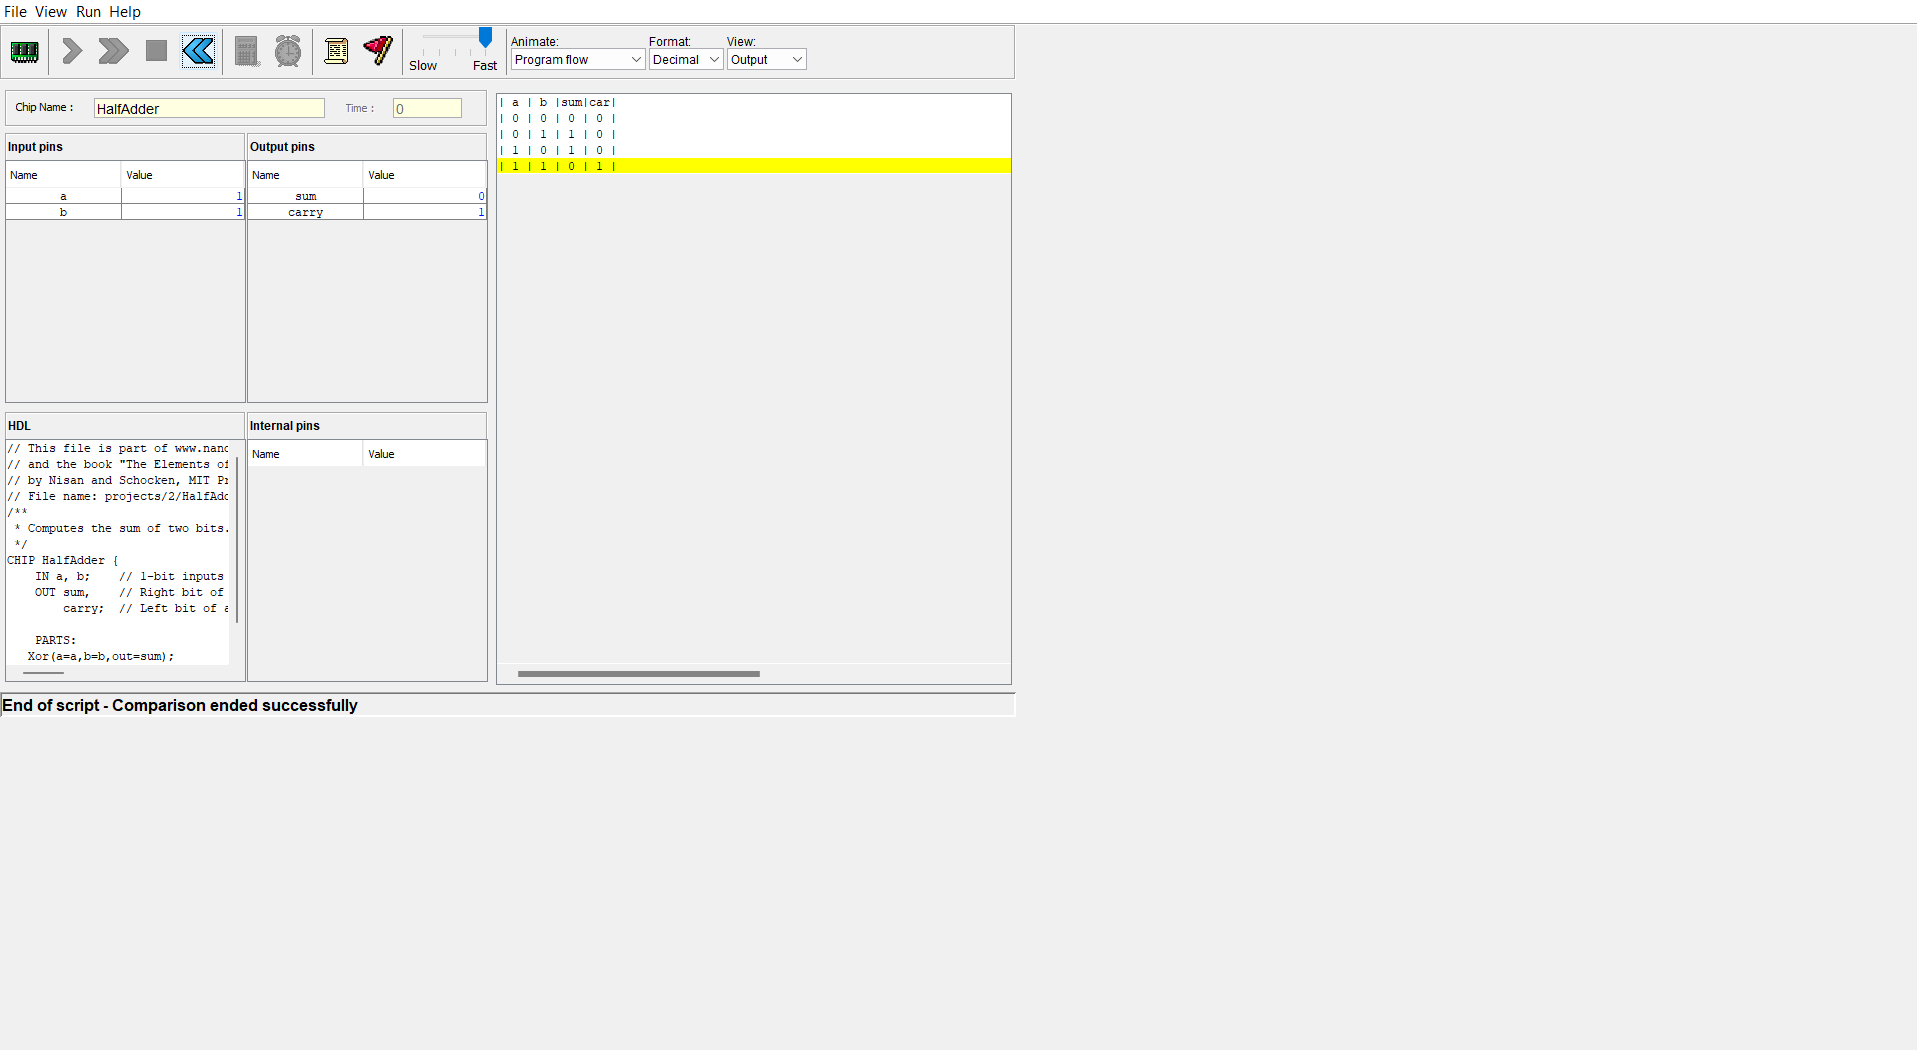 File View Run Help
Animate: Format: View:
Slow Fast Program flow Decimal Output
Chip Name : HalfAdder Time : 0
Input pins
Name Value
a 1
b 1
Output pins
Name Value
sum 0
carry 1
| a | b |sum|car|
| 0 | 0 | 0 | 0 |
| 0 | 1 | 1 | 0 |
| 1 | 0 | 1 | 0 |
| 1 | 1 | 0 | 1 |
HDL
// This file is part of www.nand
// and the book "The Elements of
// by Nisan and Schocken, MIT Pr
// File name: projects/2/HalfAdd
/**
* Computes the sum of two bits.
*/
CHIP HalfAdder {
IN a, b; // 1-bit inputs
OUT sum, // Right bit of
carry; // Left bit of a
PARTS:
Xor(a=a,b=b,out=sum);
Internal pins
Name Value
End of script - Comparison ended successfully